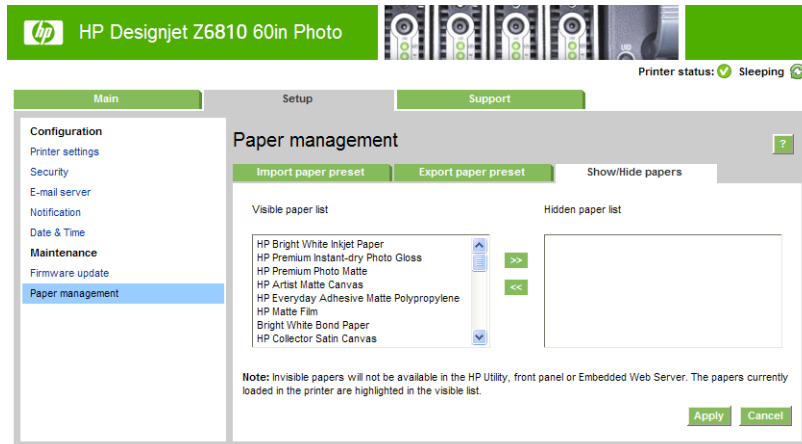 hp HP Designjet Z6810 60in Photo
UID
Printer status: Sleeping
Main Setup Support
Configuration
Printer settings
Security
E-mail server
Notification
Date & Time
Maintenance
Firmware update
Paper management
Paper management
?
Import paper preset Export paper preset Show/Hide papers
Visible paper list Hidden paper list
HP Bright White Inkjet Paper
HP Premium Instant-dry Photo Gloss
HP Premium Photo Matte
HP Artist Matte Canvas
HP Everyday Adhesive Matte Polypropylene
HP Matte Film
Bright White Bond Paper
HP Collector Satin Canvas
>>
<<
Note: Invisible papers will not be available in the HP Utility, front panel or Embedded Web Server. The papers currently
loaded in the printer are highlighted in the visible list.
Apply Cancel